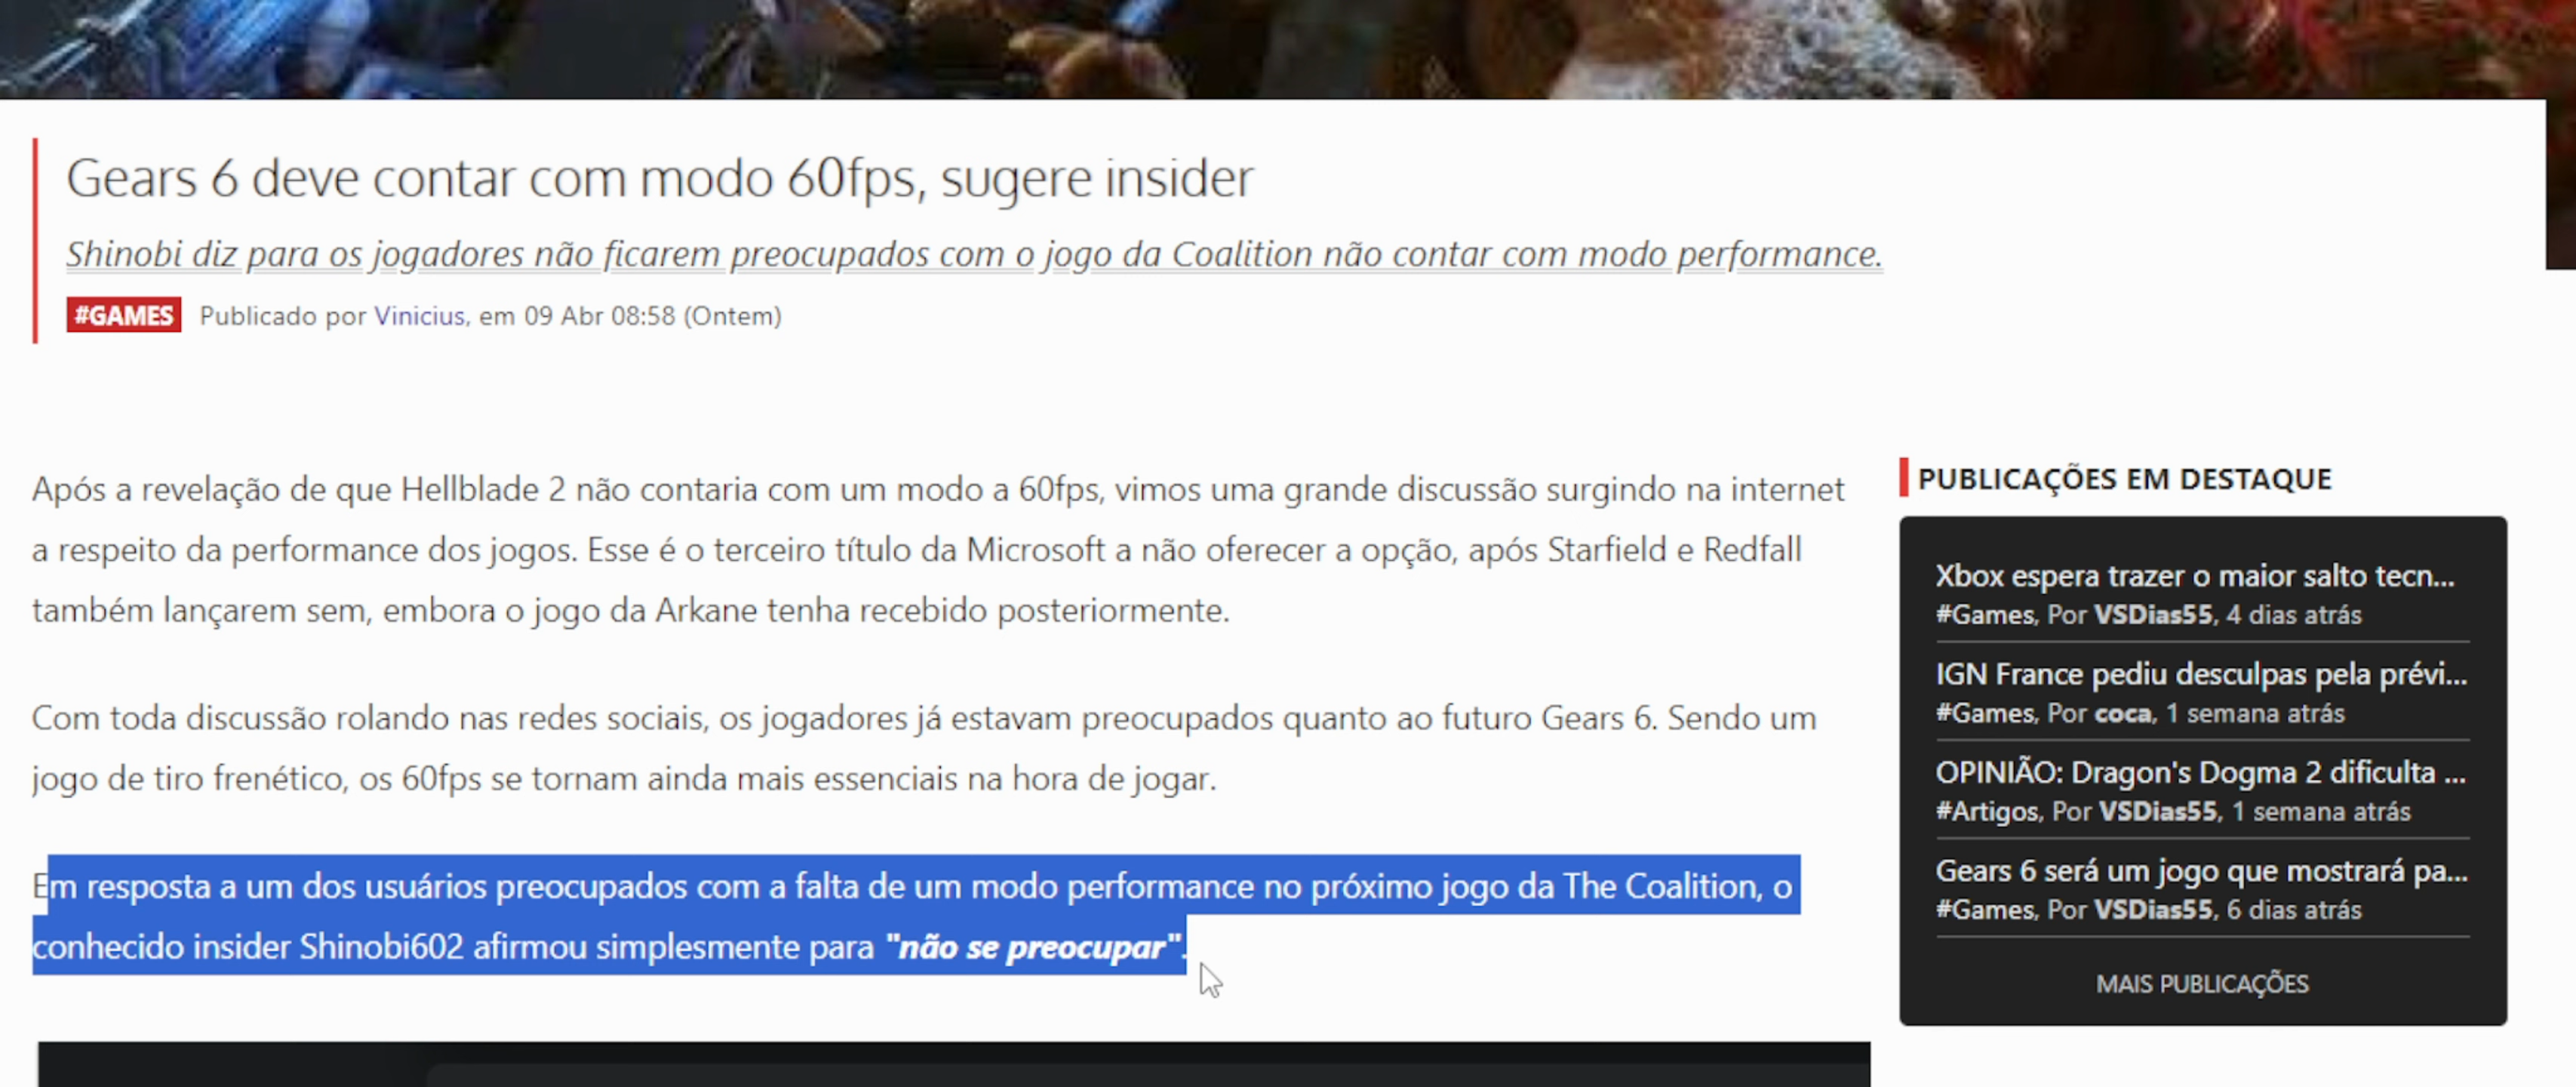 Gears 6 deve contar com modo 60fps, sugere insider
Shinobi diz para os jogadores não ficarem preocupados com o jogo da Coalition não contar com modo performance.
#GAMES Publicado por Vinicius, em 09 Abr 08:58 (Ontem)
Após a revelação de que Hellblade 2 não contaria com um modo a 60fps, vimos uma grande discussão surgindo na internet
a respeito da performance dos jogos. Esse é o terceiro título da Microsoft a não oferecer a opção, após Starfield e Redfall
também lançarem sem, embora o jogo da Arkane tenha recebido posteriormente.
Com toda discussão rolando nas redes sociais, os jogadores já estavam preocupados quanto ao futuro Gears 6. Sendo um
jogo de tiro frenético, os 60fps se tornam ainda mais essenciais na hora de jogar.
Em resposta a um dos usuários preocupados com a falta de um modo performance no próximo jogo da The Coalition, o
conhecido insider Shinobi602 afirmou simplesmente para "não se preocupar".
PUBLICAÇÕES EM DESTAQUE
Xbox espera trazer o maior salto tecn...
#Games, Por VSDias55, 4 dias atrás
IGN France pediu desculpas pela prévi...
#Games, Por coca, 1 semana atrás
OPINIÃO: Dragon's Dogma 2 dificulta ...
#Artigos, Por VSDias55, 1 semana atrás
Gears 6 será um jogo que mostrará pa...
#Games, Por VSDias55, 6 dias atrás
MAIS PUBLICAÇÕES